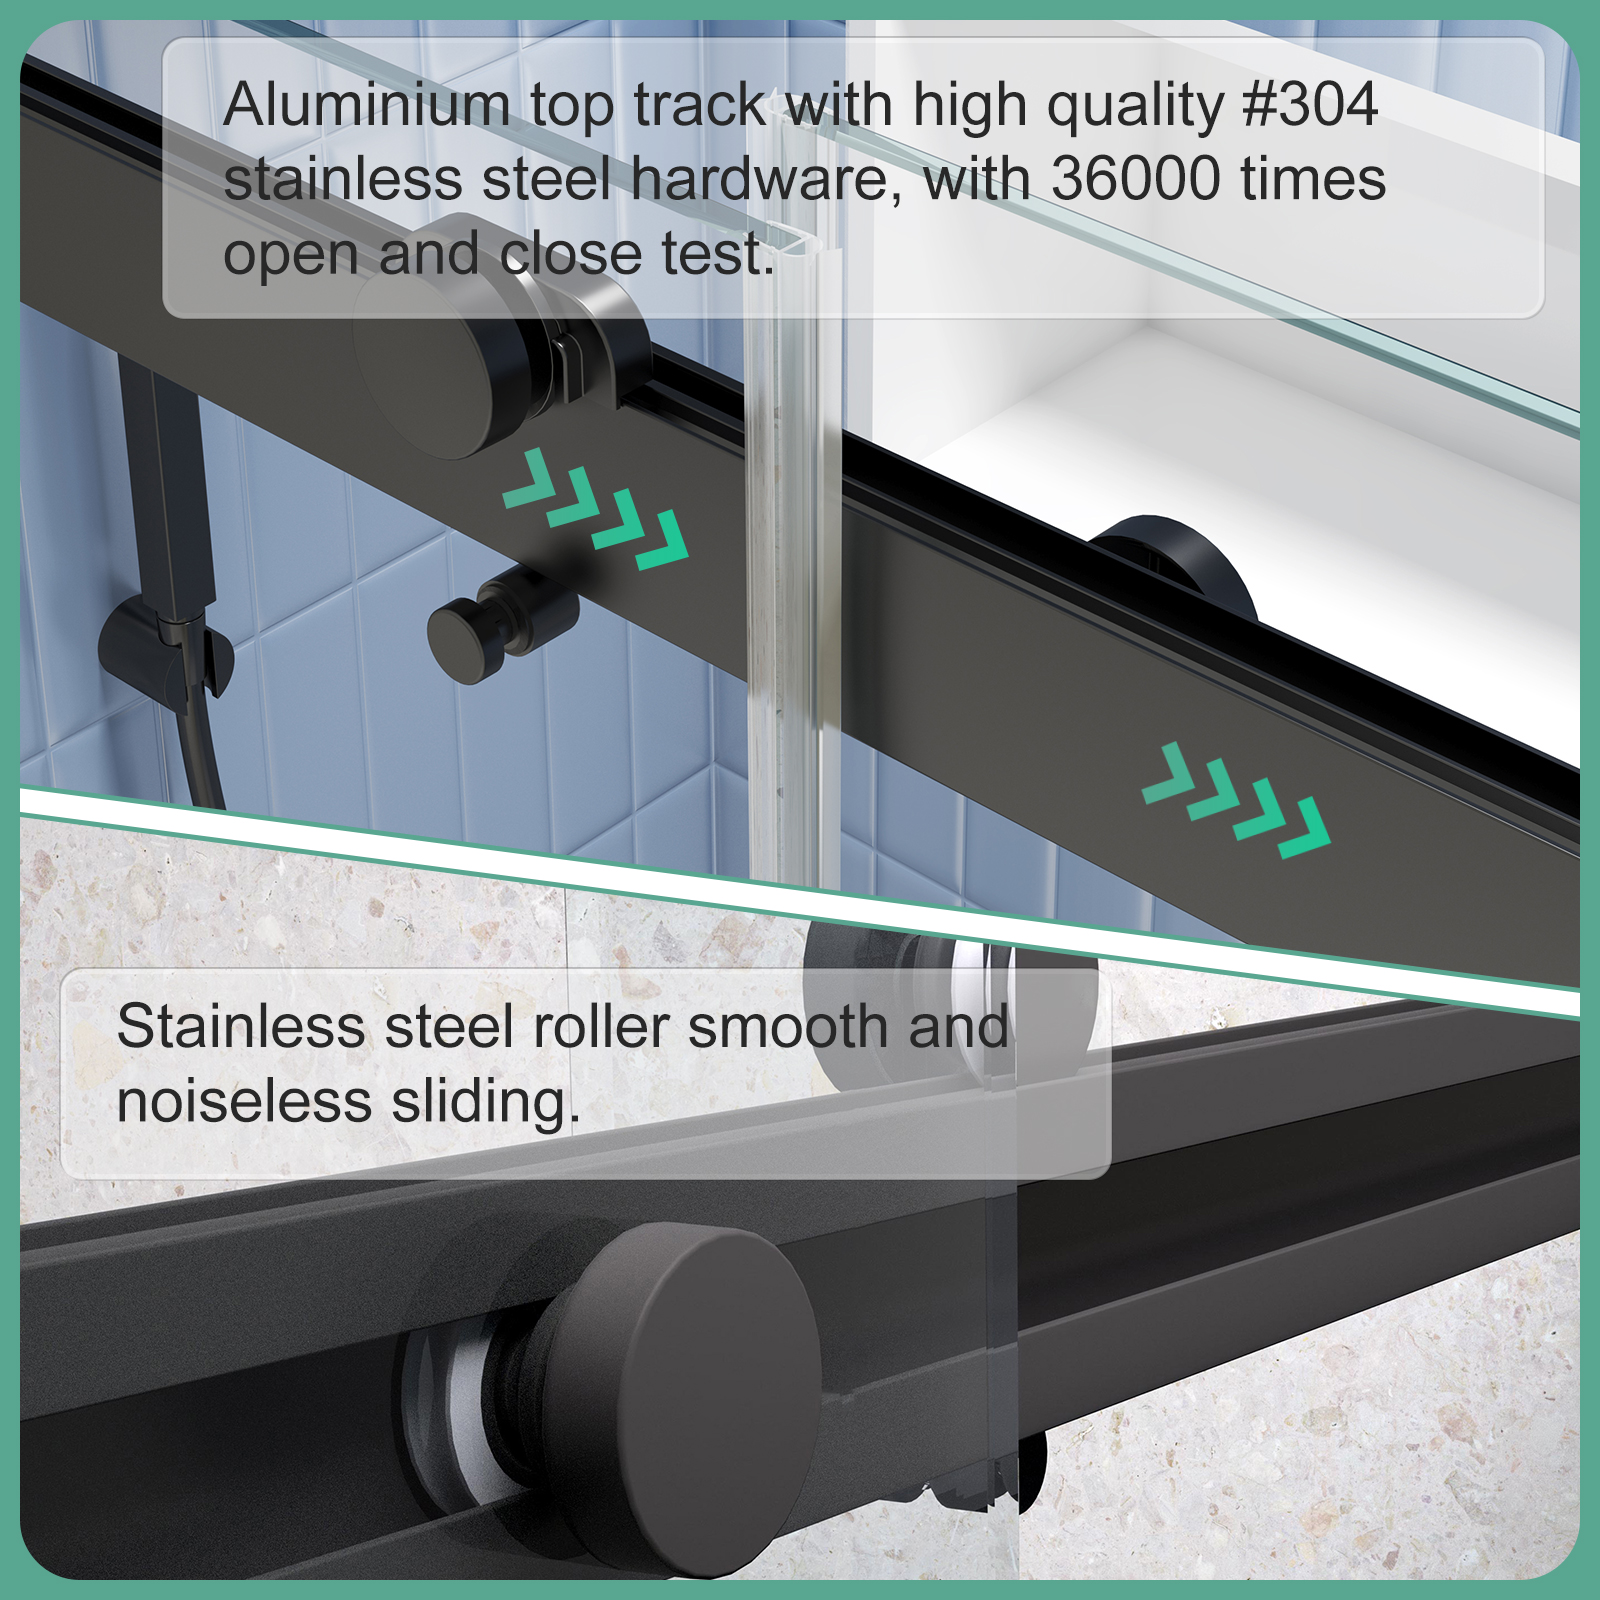 Aluminium top track with high quality #304
stainless steel hardware, with 36000 times
open and close test.
Stainless steel roller smooth and
noiseless sliding.